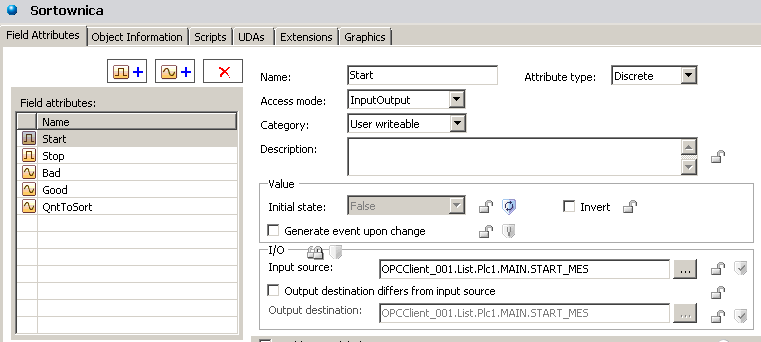 Sortownica
Field Attributes Object Information Scripts UDAs Extensions Graphics
Name: Start Attribute type: Discrete
Access mode: InputOutput
Category: User writeable
Description:
Field attributes:
Name
Start
Stop
Bad
Good
QntToSort
Value
Initial state: False Invert
Generate event upon change
I/O
Input source: OPCClient_001.List.Plc1.MAIN.START_MES ...
Output destination differs from input source
Output destination: OPCClient_001.List.Plc1.MAIN.START_MES ...